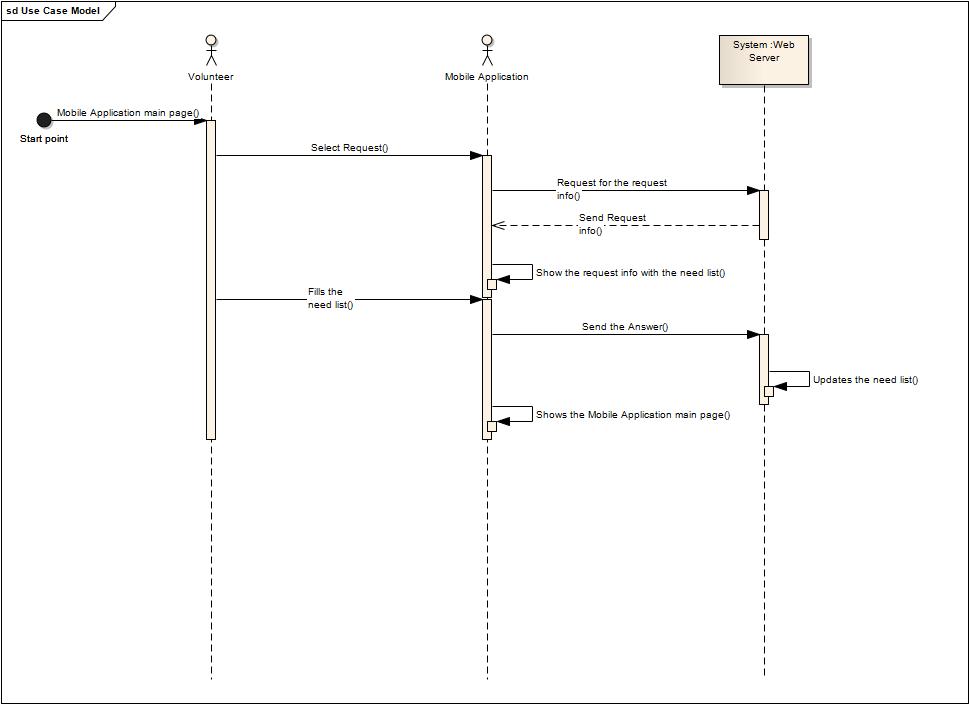 sd Use Case Model
Volunteer
Mobile Application
System :Web
Server
Mobile Application main page()
Start point
Select Request()
Request for the request
info()
Send Request
info()
Show the request info with the need list()
Fills the
need list()
Send the Answer()
Updates the need list()
Shows the Mobile Application main page()